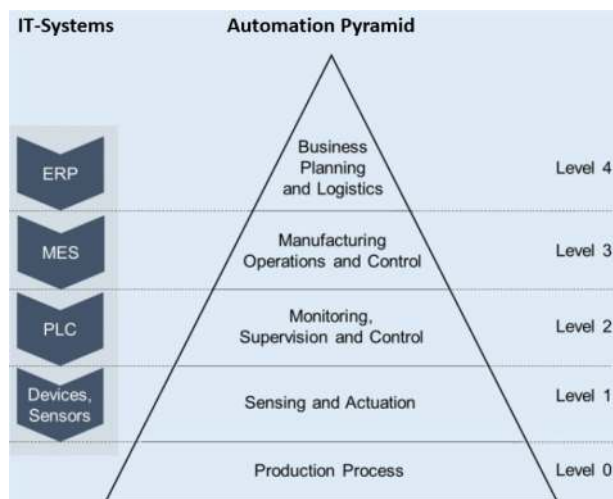 IT-Systems
Automation Pyramid
ERP
Business
Planning
and Logistics
Level 4
MES
Manufacturing
Operations and Control
Level 3
PLC
Monitoring,
Supervision and Control
Level 2
Devices,
Sensors
Sensing and Actuation
Level 1
Production Process
Level 0